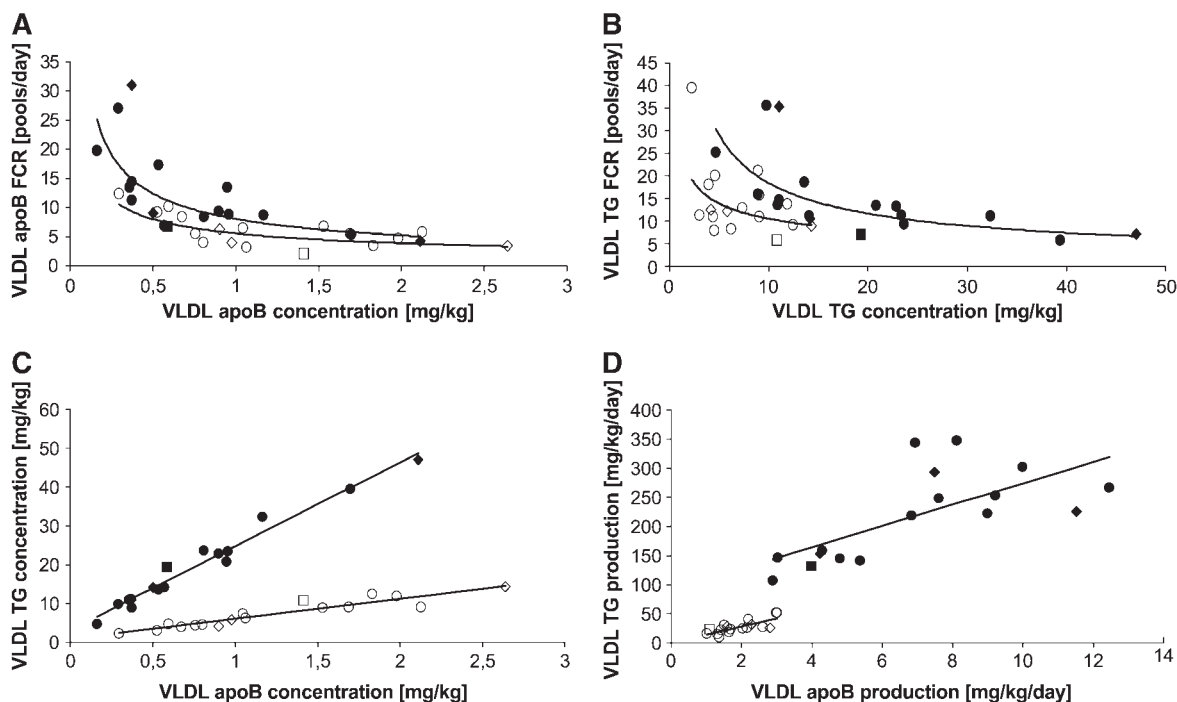 A
VLDL apoB FCR [pools/day]
35
30
25
20
15
10
5
0
0 0,5 1 1,5 2 2,5 3
VLDL apoB concentration [mg/kg]
B
VLDL TG FCR [pools/day]
45
40
35
30
25
20
15
10
5
0
0 10 20 30 40 50
VLDL TG concentration [mg/kg]
C
VLDL TG concentration [mg/kg]
60
50
40
30
20
10
0
0 0,5 1 1,5 2 2,5 3
VLDL apoB concentration [mg/kg]
D
VLDL TG production [mg/kg/day]
400
350
300
250
200
150
100
50
0
0 2 4 6 8 10 12 14
VLDL apoB production [mg/kg/day]